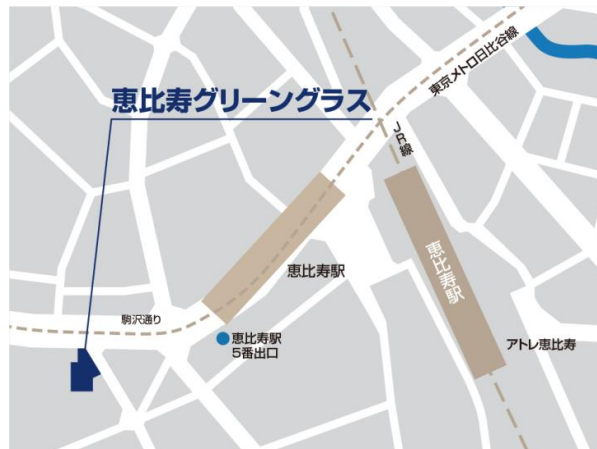 東京メトロ日比谷線
恵比寿グリーングラス
JR線
恵比寿駅
恵比寿駅
駒沢通り
恵比寿駅
5番出口
アトレ恵比寿